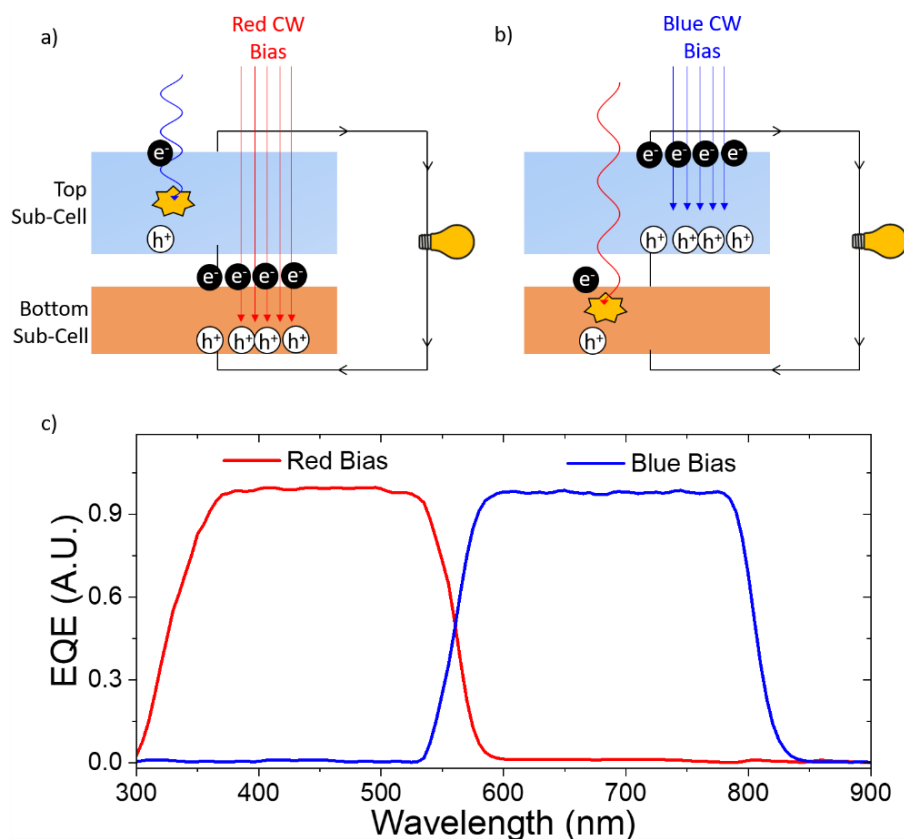 a)
Red CW
Bias
e-
h+
Top
Sub-Cell
e- e- e- e-
Bottom
Sub-Cell
h+ h+ h+ h+
b)
Blue CW
Bias
e- e- e- e-
h+ h+ h+ h+
e-
h+
c)
Red Bias
Blue Bias
EQE (A.U.)
0.9
0.6
0.3
0.0
300 400 500 600 700 800 900
Wavelength (nm)